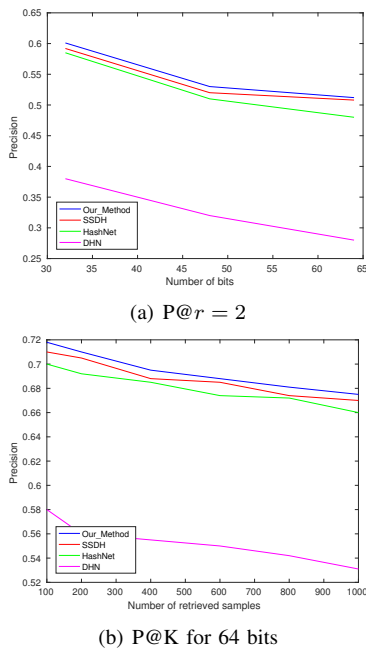 0.65
0.6
0.55
0.5
0.45
0.4
0.35
0.3
0.25
Precision
Our_Method
SSDH
HashNet
DHN
30 35 40 45 50 55 60 65
Number of bits
(a) P@r = 2
0.72
0.7
0.68
0.66
0.64
0.62
0.6
0.58
0.56
0.54
0.52
Precision
Our_Method
SSDH
HashNet
DHN
100 200 300 400 500 600 700 800 900 1000
Number of retrieved samples
(b) P@K for 64 bits